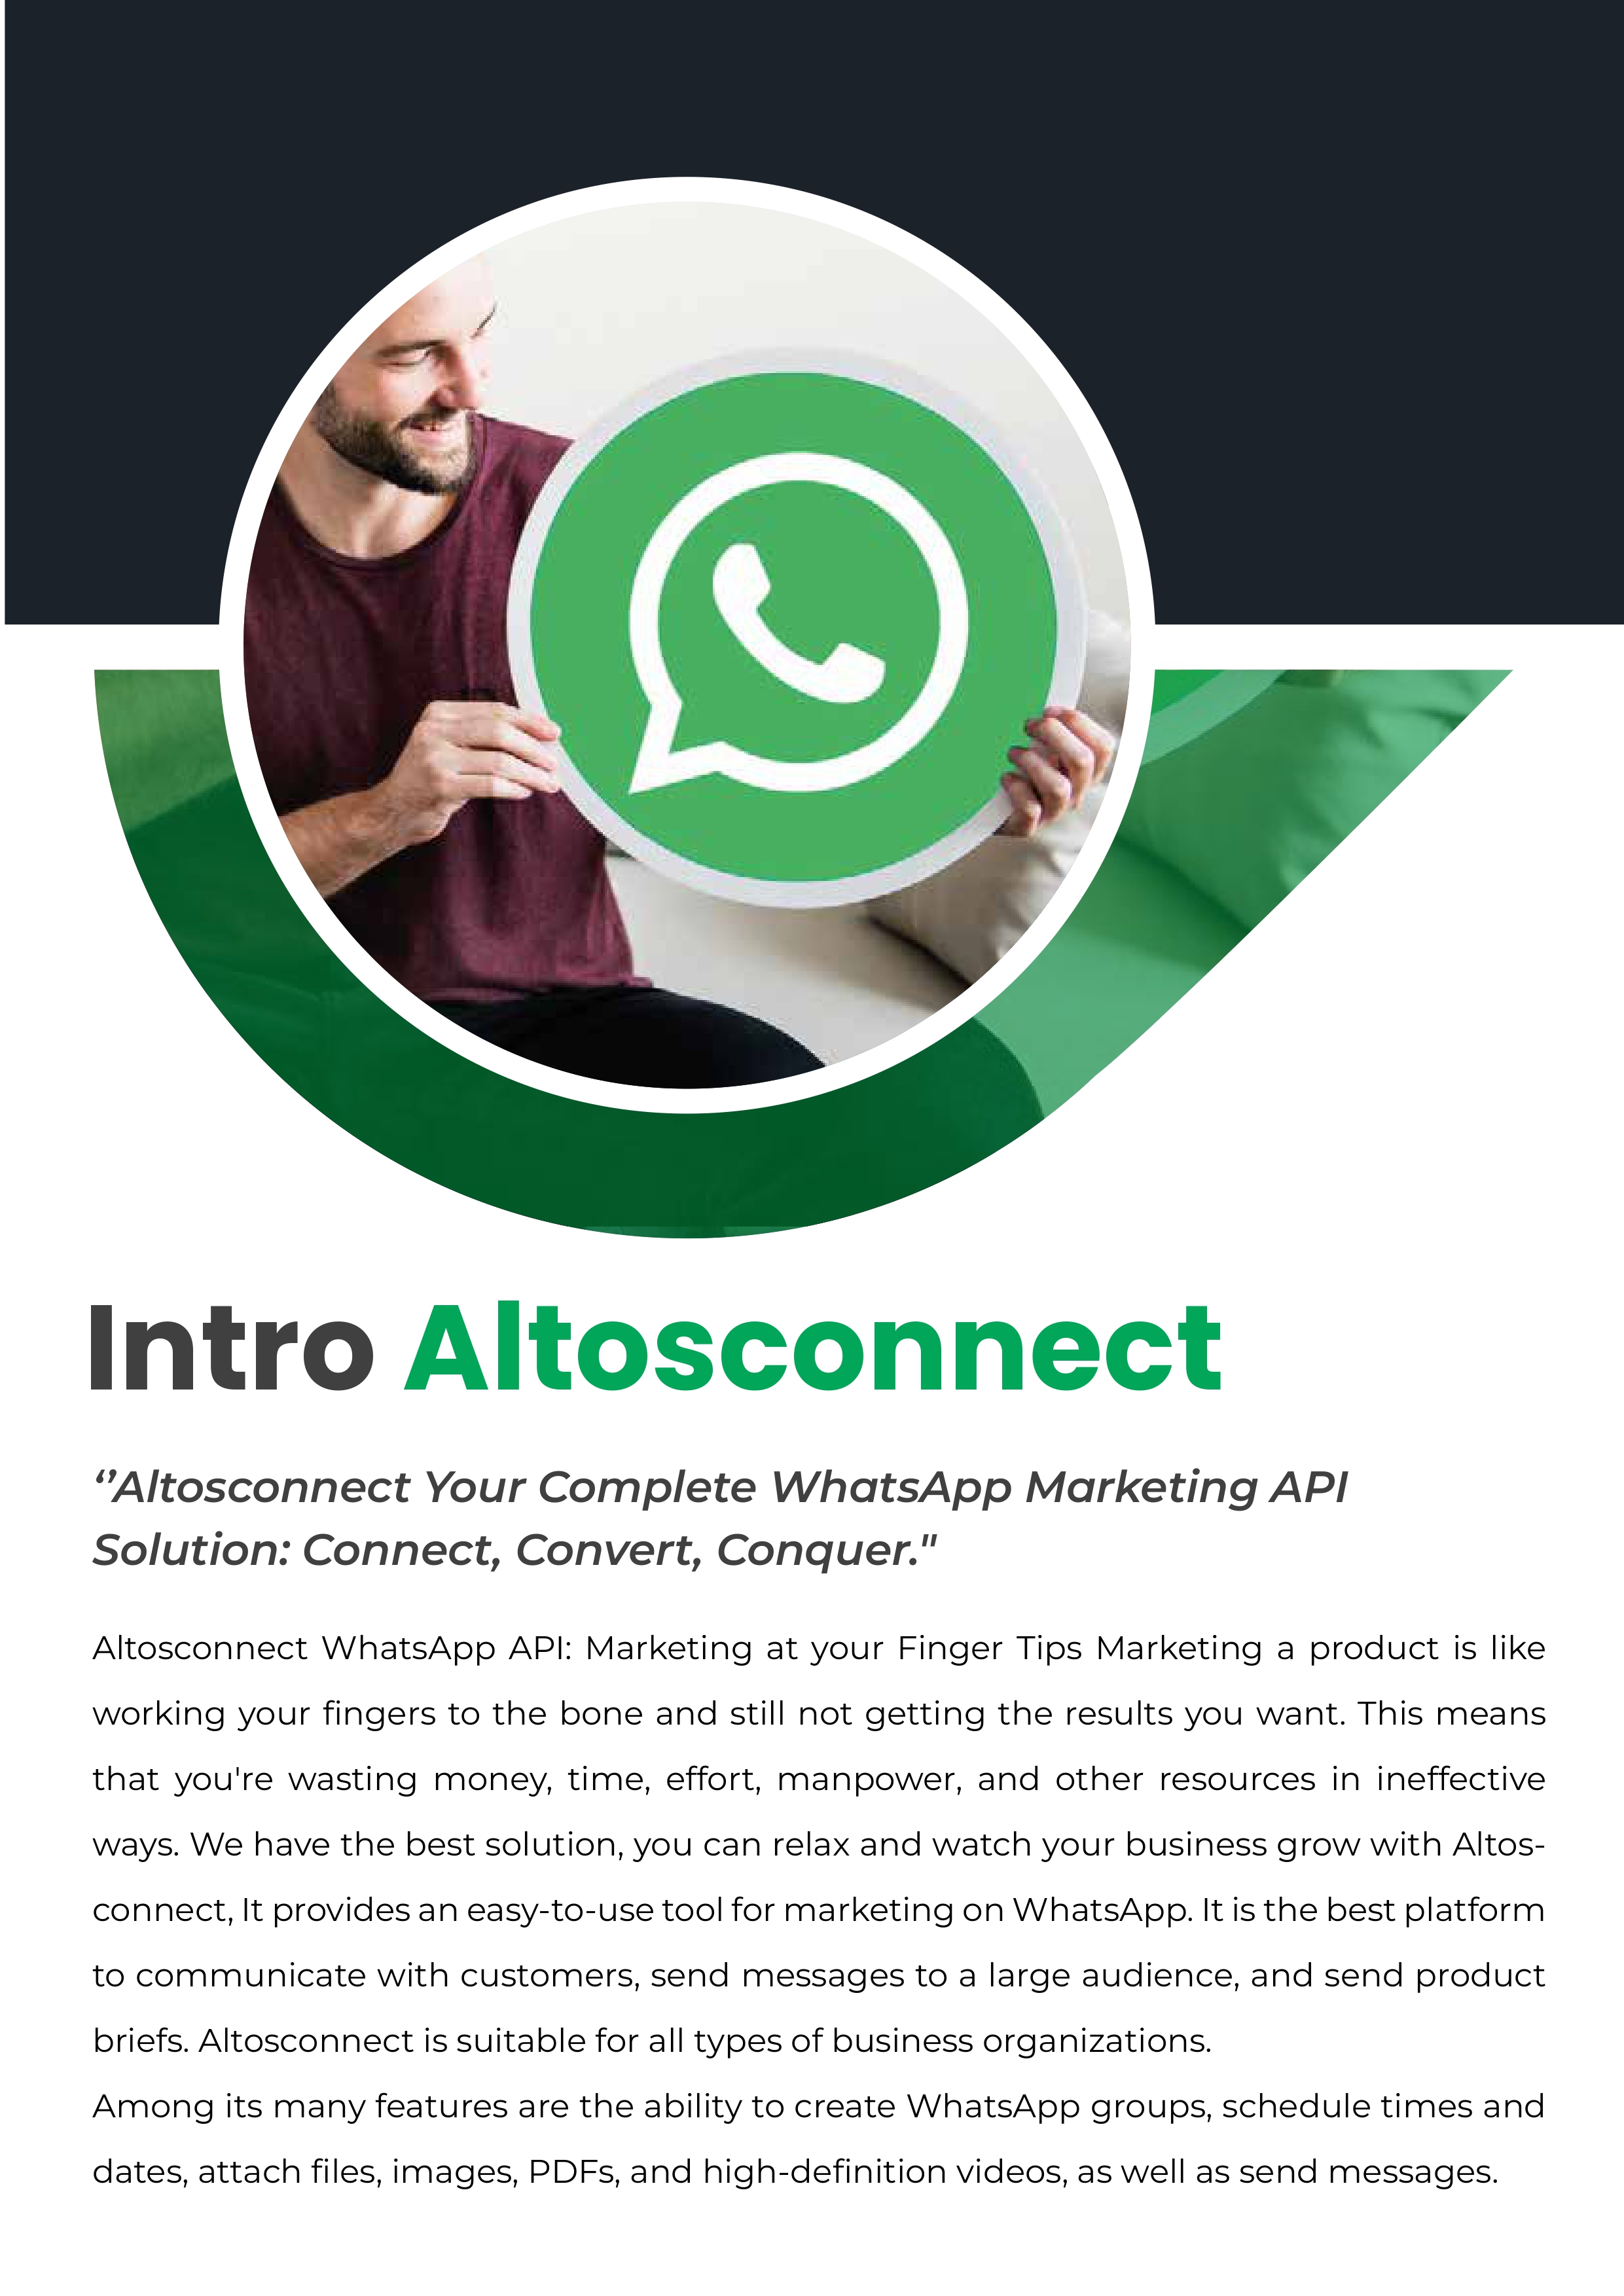 Intro Altosconnect
‘’Altosconnect Your Complete WhatsApp Marketing API
Solution: Connect, Convert, Conquer."
Altosconnect WhatsApp API: Marketing at your Finger Tips Marketing a product is like
working your fingers to the bone and still not getting the results you want. This means
that you're wasting money, time, effort, manpower, and other resources in ineffective
ways. We have the best solution, you can relax and watch your business grow with Altos-
connect, It provides an easy-to-use tool for marketing on WhatsApp. It is the best platform
to communicate with customers, send messages to a large audience, and send product
briefs. Altosconnect is suitable for all types of business organizations.
Among its many features are the ability to create WhatsApp groups, schedule times and
dates, attach files, images, PDFs, and high-definition videos, as well as send messages.